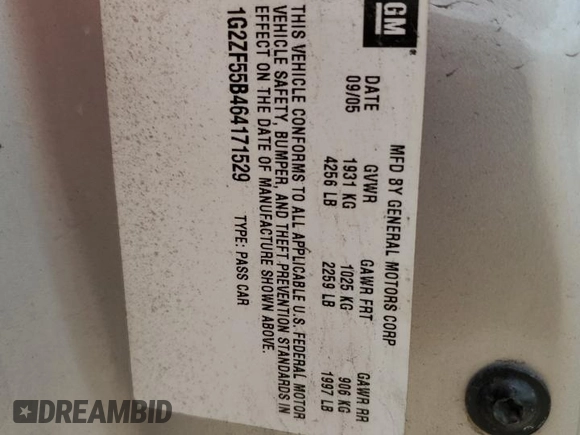 GM
MFD BY GENERAL MOTORS CORP
DATE GVWR GAWR FRT GAWR RR
09/05 1931 KG 1025 KG 906 KG
4256 LB 2259 LB 1997 LB
THIS VEHICLE CONFORMS TO ALL APPLICABLE U.S. FEDERAL MOTOR
VEHICLE SAFETY, BUMPER, AND THEFT PREVENTION STANDARDS IN
EFFECT ON THE DATE OF MANUFACTURE SHOWN ABOVE.
1G2ZF55B464171529 TYPE: PASS CAR
DREAMBID